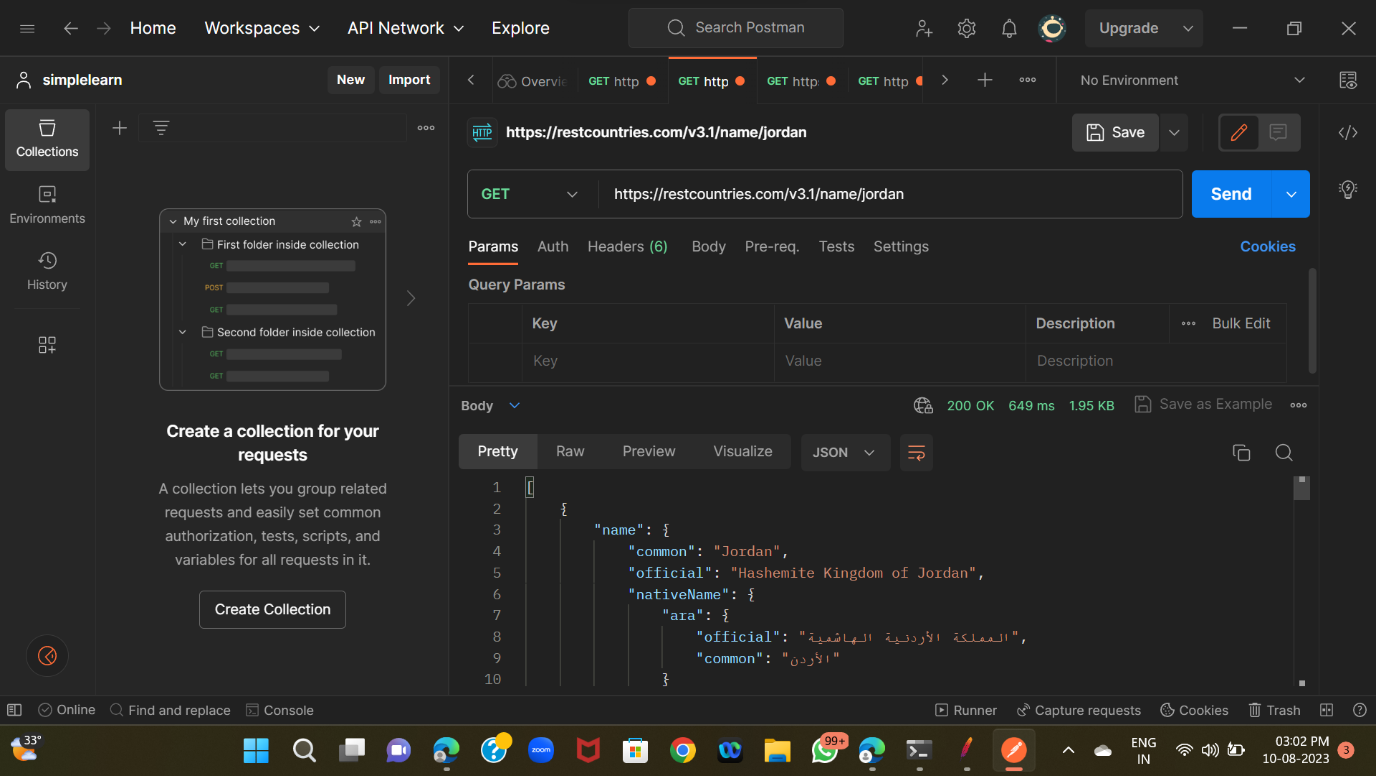 Home Workspaces API Network Explore Search Postman Upgrade
simplelearn New Import Overvie GET http GET http GET http GET http No Environment
Collections
Environments
History
My first collection
First folder inside collection
GET
POST
GET
Second folder inside collection
GET
GET
Create a collection for your
requests
A collection lets you group related
requests and easily set common
authorization, tests, scripts, and
variables for all requests in it.
Create Collection
HTTP https://restcountries.com/v3.1/name/jordan Save
GET https://restcountries.com/v3.1/name/jordan Send
Params Auth Headers (6) Body Pre-req. Tests Settings Cookies
Query Params
Key Value Description Bulk Edit
Key Value Description
Body 200 OK 649 ms 1.95 KB Save as Example
Pretty Raw Preview Visualize JSON
1 [
2 {
3 "name": {
4 "common": "Jordan",
5 "official": "Hashemite Kingdom of Jordan",
6 "nativeName": {
7 "ara": {
8 "official": "المملكة الأردنية الهاشمية",
9 "common": "الأردن"
10 }
Online Find and replace Console Runner Capture requests Cookies Trash
33° zoom 99+ ENG 03:02 PM
IN 10-08-2023 3